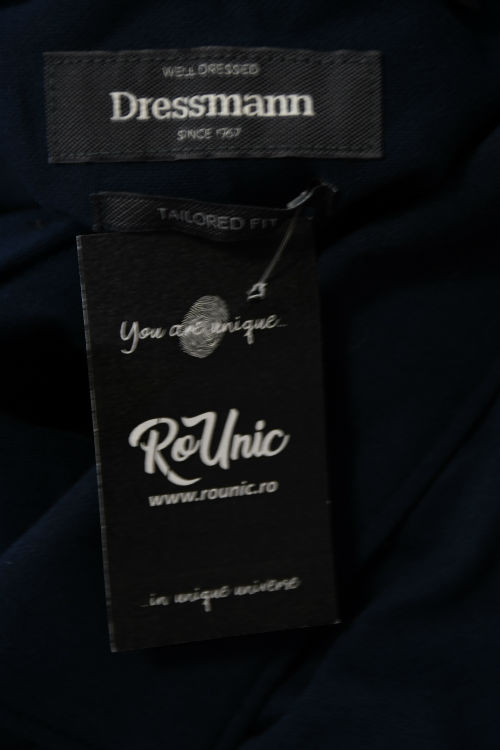 WELL DRESSED
Dressmann
SINCE 1967
TAILORED FIT
You are unique...
RoUnic
www.rounic.ro
...in unique universe